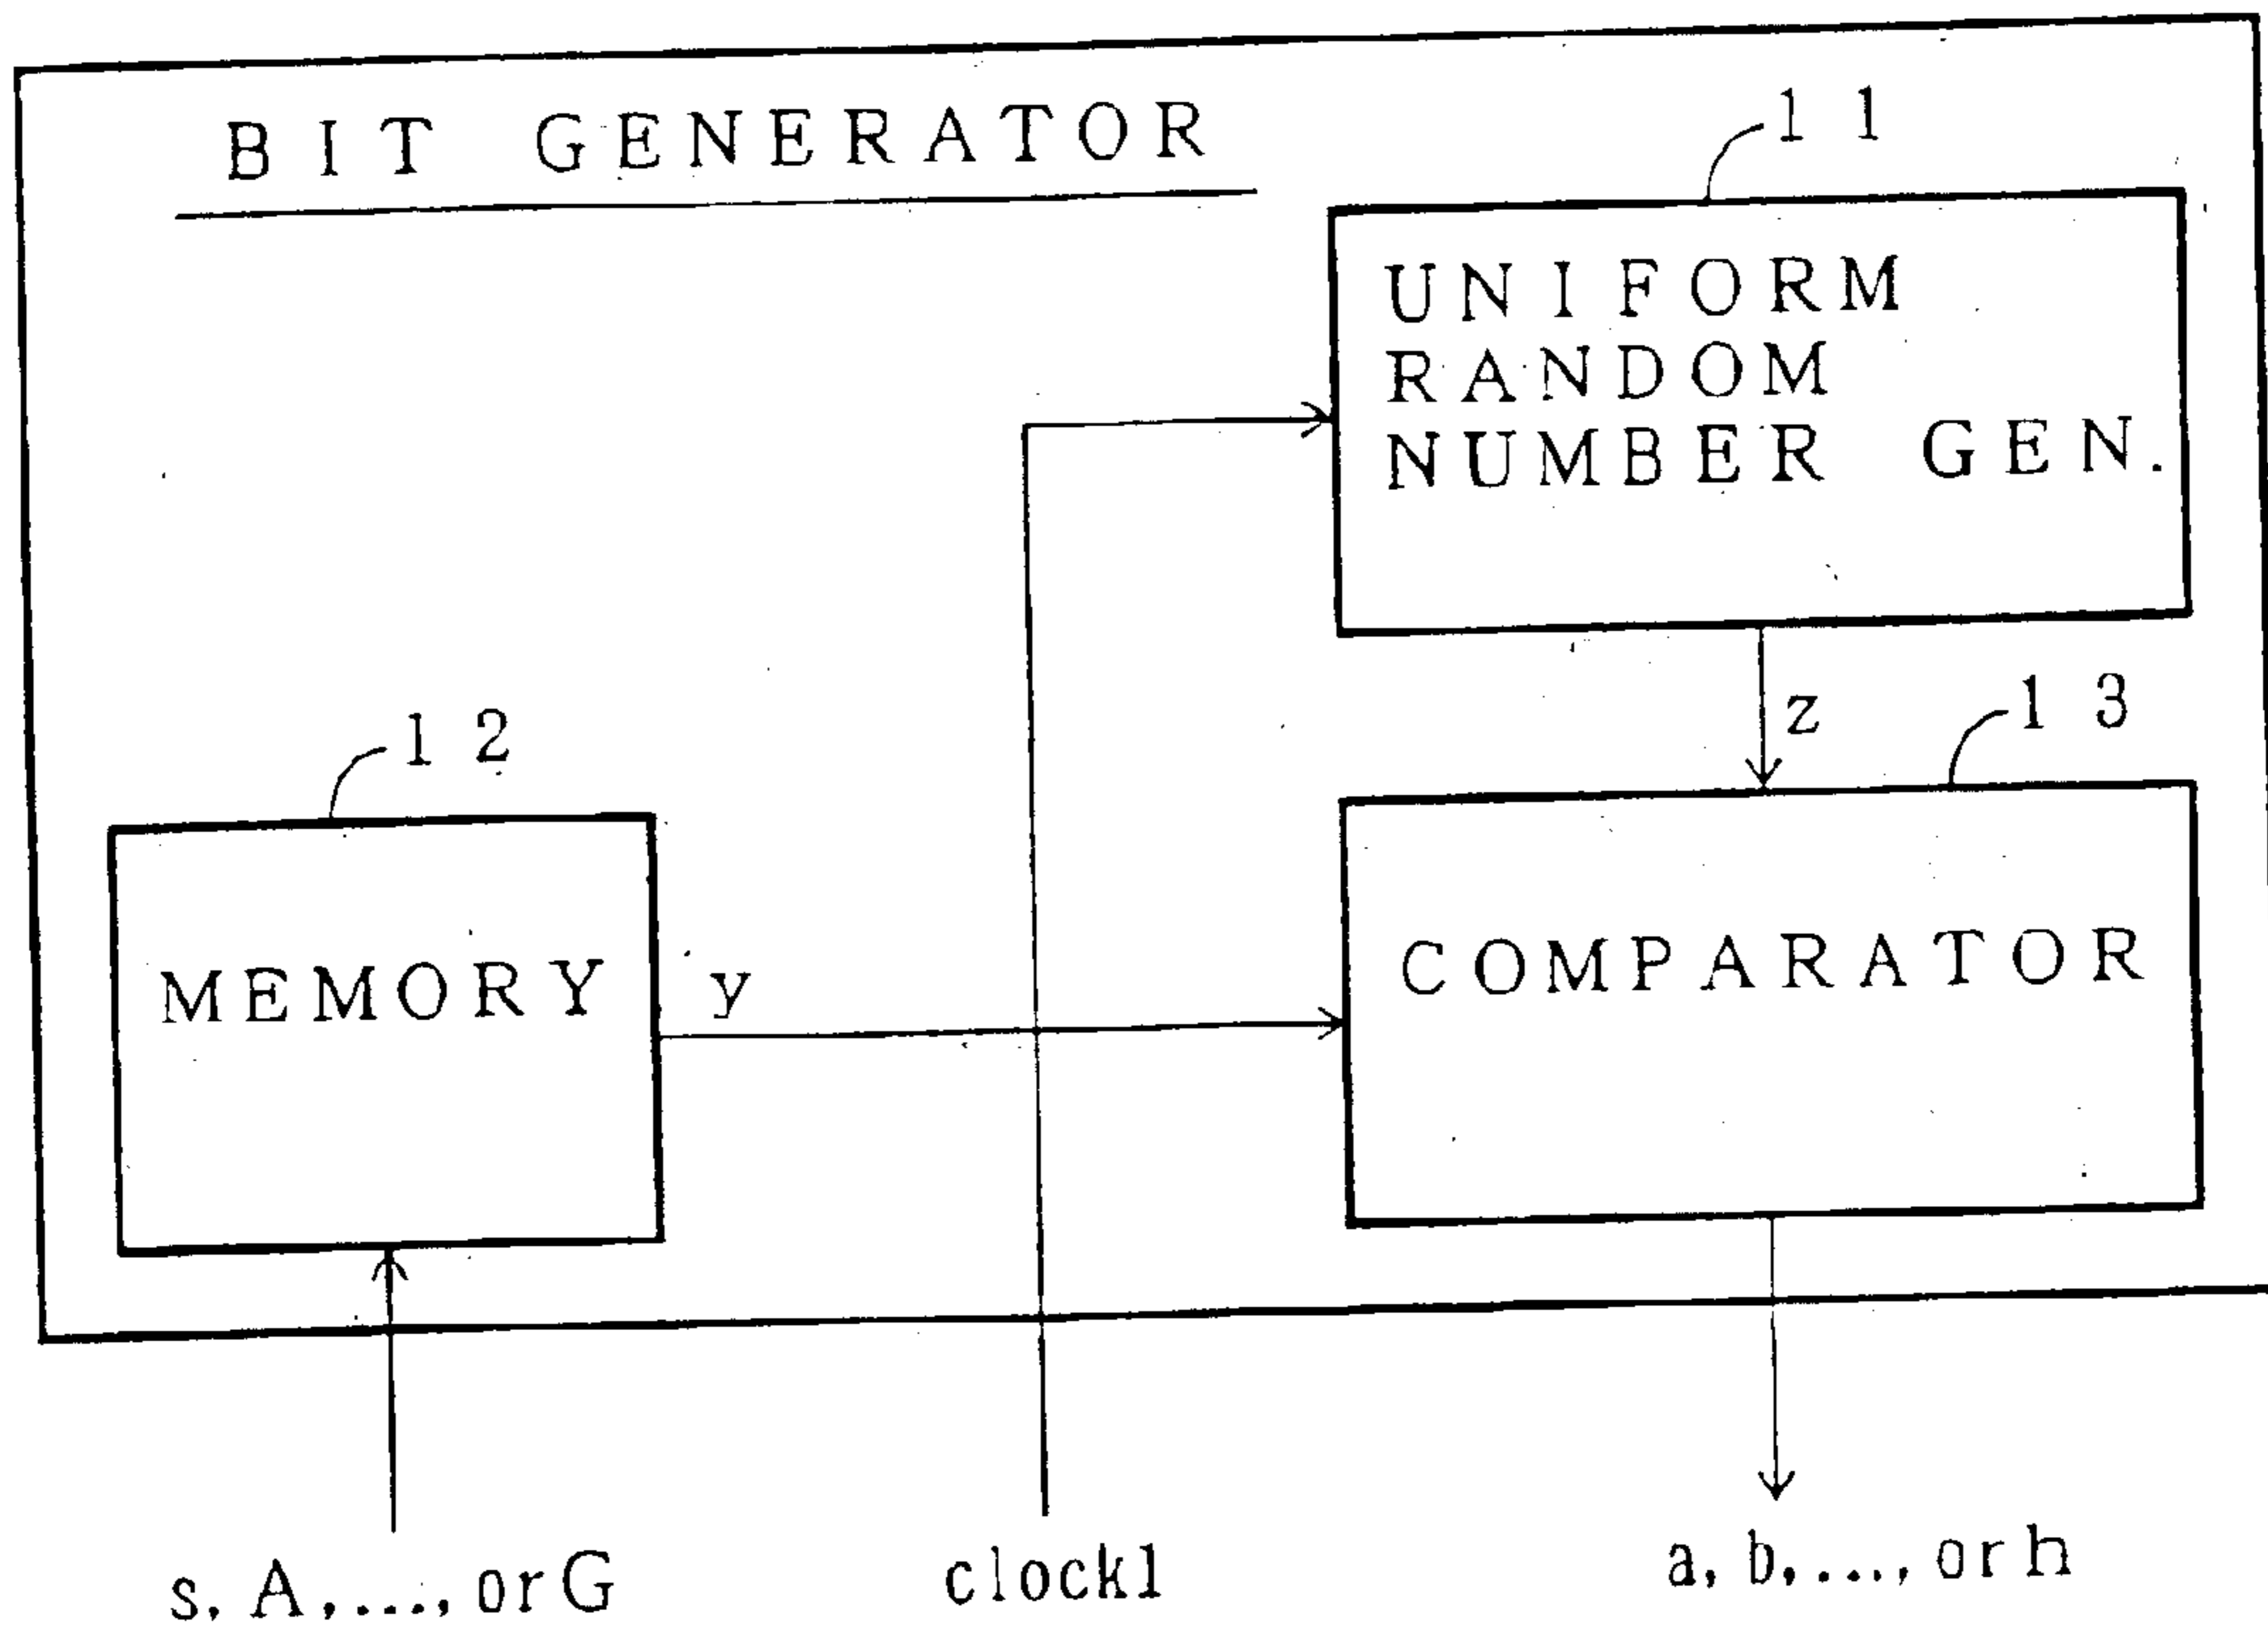 BIT GENERATOR
11
UNIFORM
RANDOM
NUMBER GEN.
z
13
12
MEMORY
y
COMPARATOR
s, A, ...., or G
clock1
a, b, ...., or h